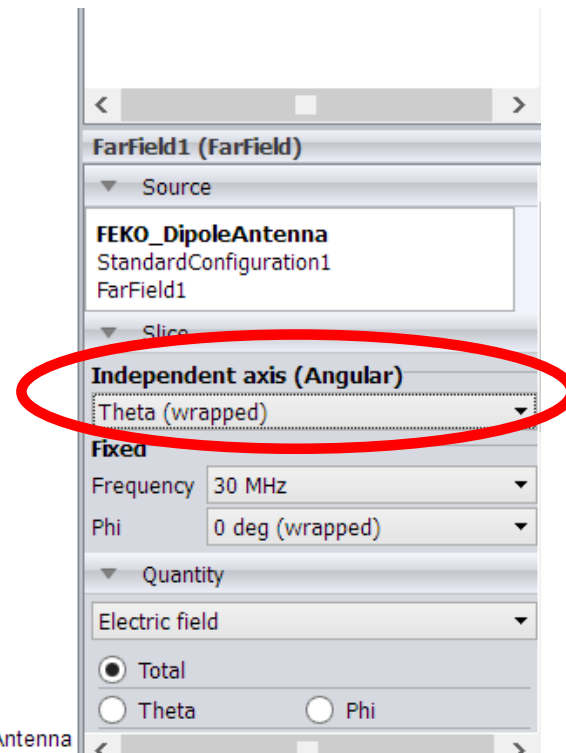 FarField1 (FarField)
Source
FEKO_DipoleAntenna
StandardConfiguration1
FarField1
Slice
Independent axis (Angular)
Theta (wrapped)
Fixed
Frequency 30 MHz
Phi 0 deg (wrapped)
Quantity
Electric field
Total
Theta Phi
Antenna